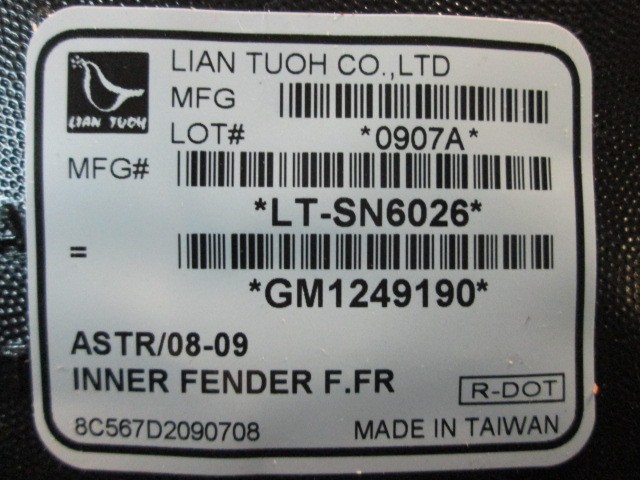 LIAN TUOH CO.,LTD
LIAN TUOH
MFG
LOT#
*0907A*
MFG#
*LT-SN6026*
=
*GM1249190*
ASTR/08-09
INNER FENDER F.FR
R-DOT
8C567D2090708
MADE IN TAIWAN